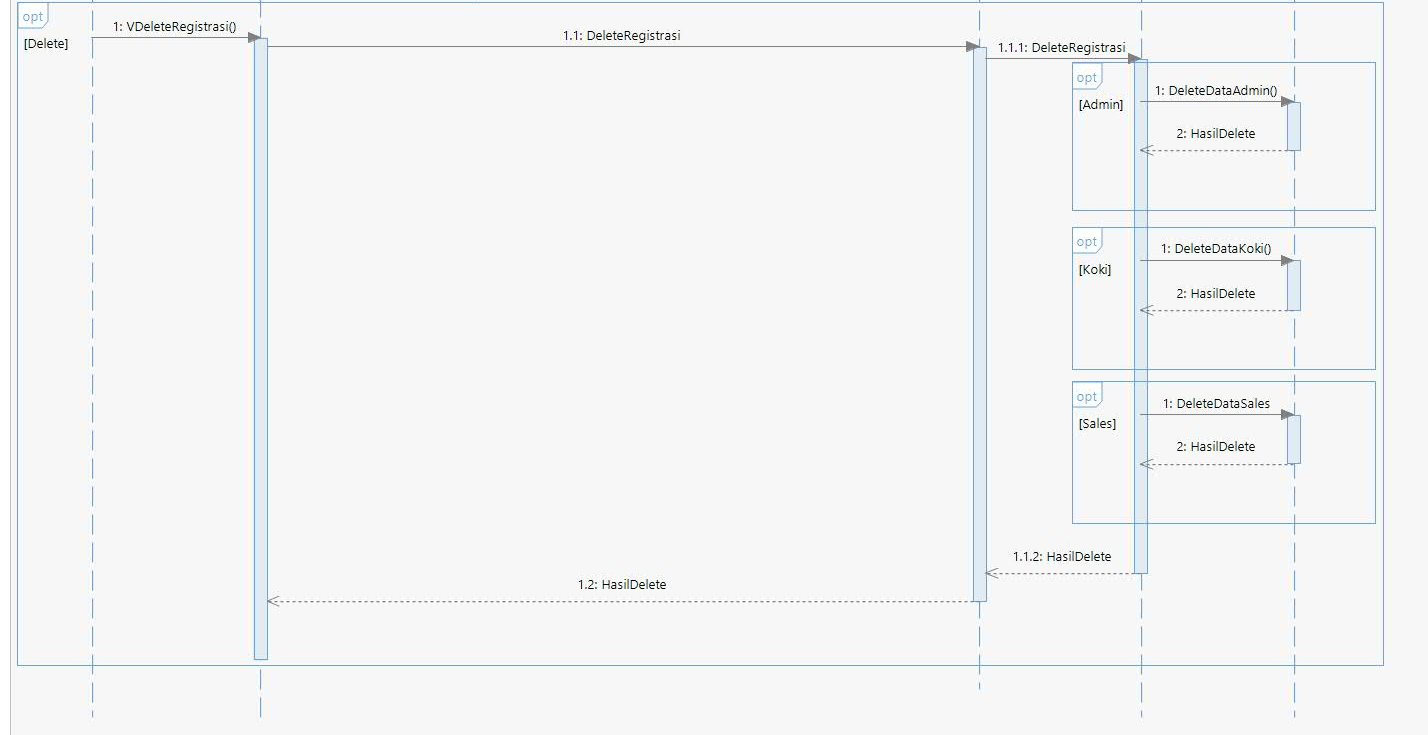 opt
[Delete]
1: VDeleteRegistrasi()
1.1: DeleteRegistrasi
1.1.1: DeleteRegistrasi
opt
[Admin]
1: DeleteDataAdmin()
2: HasilDelete
opt
[Koki]
1: DeleteDataKoki()
2: HasilDelete
opt
[Sales]
1: DeleteDataSales
2: HasilDelete
1.1.2: HasilDelete
1.2: HasilDelete